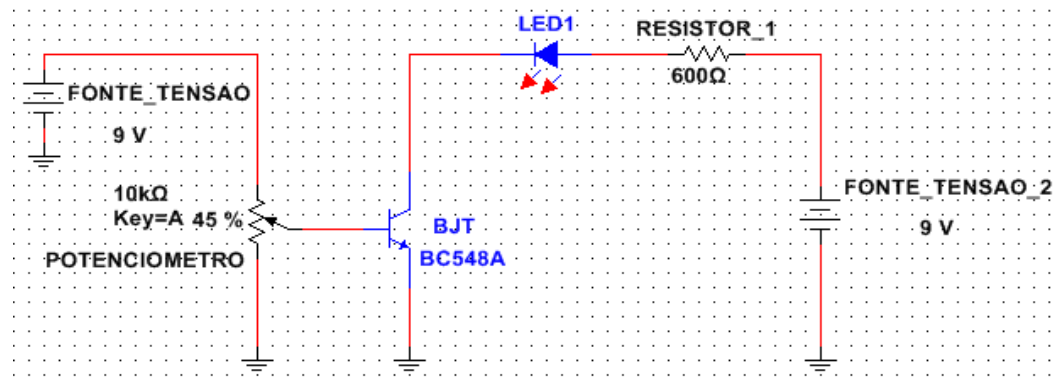 LED1
RESISTOR_1
600Ω
FONTE_TENSAO
9 V
10kΩ
Key=A 45 %
POTENCIOMETRO
BJT
BC548A
FONTE_TENSAO_2
9 V